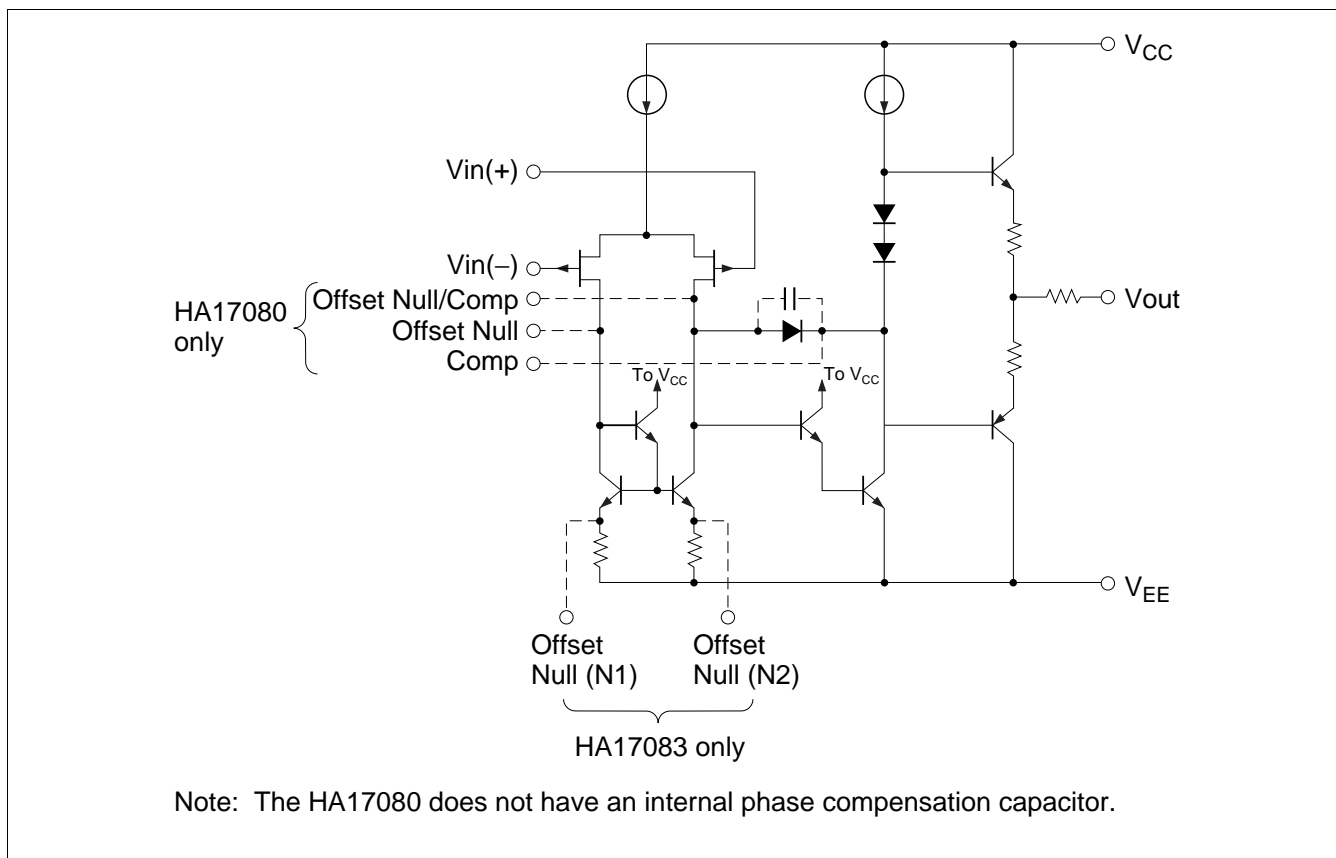 V_CC
Vin(+)
Vin(−)
HA17080
only
Offset Null/Comp
Offset Null
Comp
To V_CC
To V_CC
Vout
V_EE
Offset
Null (N1)
Offset
Null (N2)
HA17083 only
Note: The HA17080 does not have an internal phase compensation capacitor.